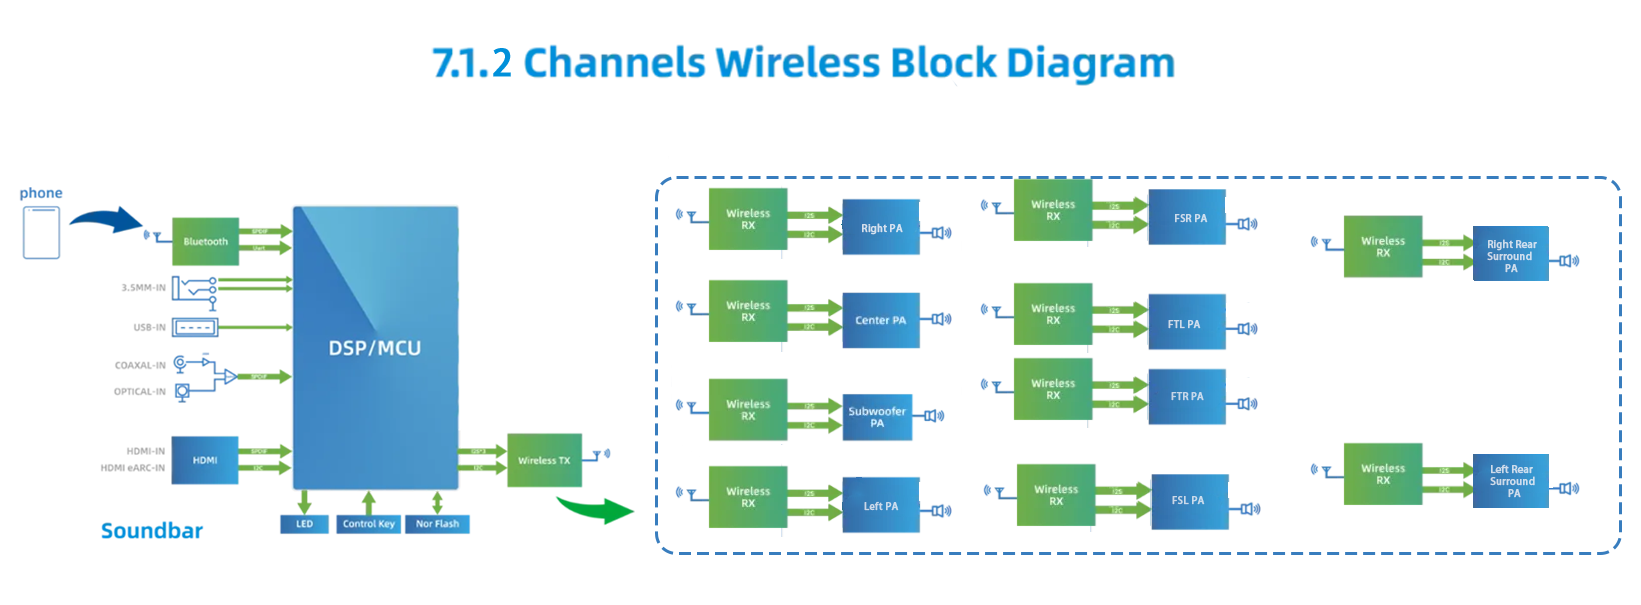 7.1.2 Channels Wireless Block Diagram
phone
Bluetooth
SPDIF
Uart
3.5MM-IN
USB-IN
COAXAL-IN
OPTICAL-IN
SPDIF
HDMI-IN
HDMI eARC-IN
HDMI
SPDIF
I2C
DSP/MCU
I2C
Wireless TX
LED
Control Key
Nor Flash
Soundbar
Wireless
RX
I2S
I2C
Right PA
Wireless
RX
I2S
I2C
Center PA
Wireless
RX
I2S
I2C
Subwoofer
PA
Wireless
RX
I2S
I2C
Left PA
Wireless
RX
I2S
I2C
FSR PA
Wireless
RX
I2S
I2C
FTL PA
Wireless
RX
I2S
I2C
FTR PA
Wireless
RX
I2S
I2C
FSL PA
Wireless
RX
I2S
I2C
Right Rear
Surround
PA
Wireless
RX
I2S
I2C
Left Rear
Surround
PA